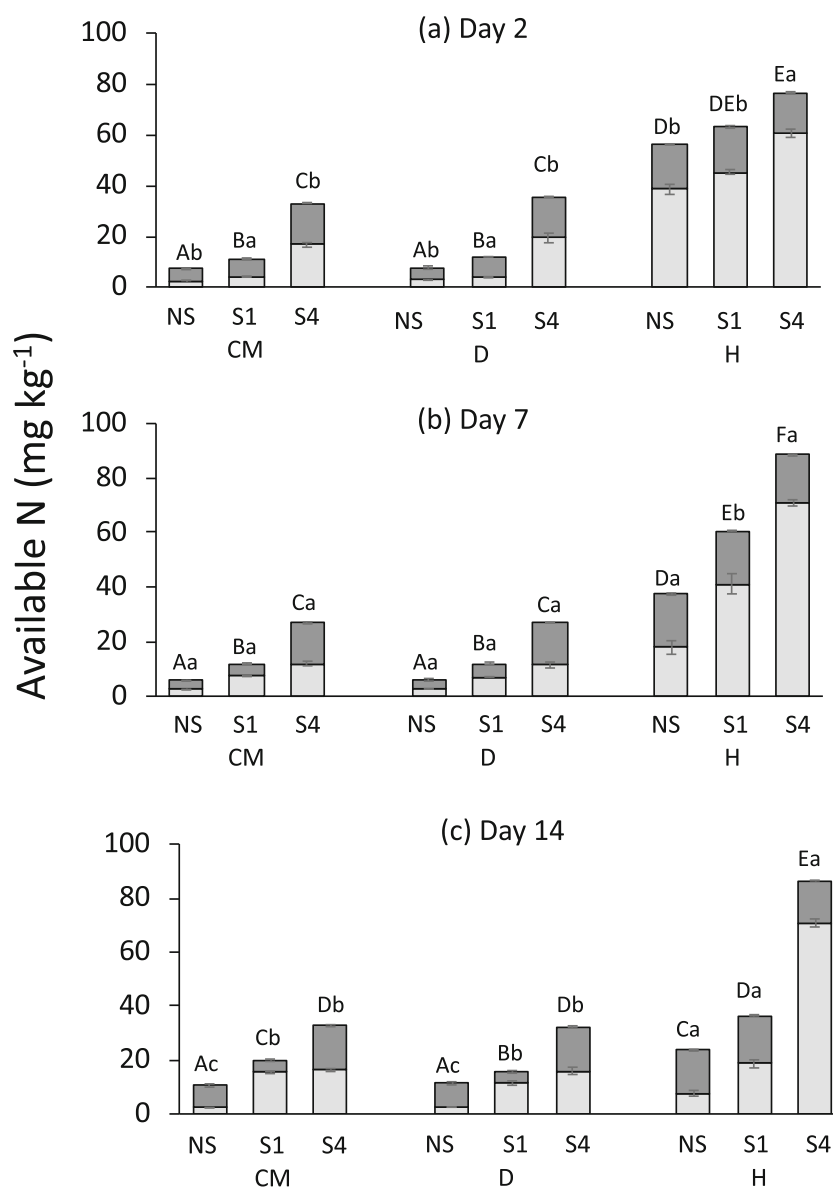 Available N (mg kg-1)
(a) Day 2
100
80
60
40
20
0
Ab
Ba
Cb
Ab
Ba
Cb
Db
DEb
Ea
NS S1 S4 NS S1 S4 NS S1 S4
CM D H
(b) Day 7
100
80
60
40
20
0
Aa
Ba
Ca
Aa
Ba
Ca
Da
Eb
Fa
NS S1 S4 NS S1 S4 NS S1 S4
CM D H
(c) Day 14
100
80
60
40
20
0
Ac
Cb
Db
Ac
Bb
Db
Ca
Da
Ea
NS S1 S4 NS S1 S4 NS S1 S4
CM D H